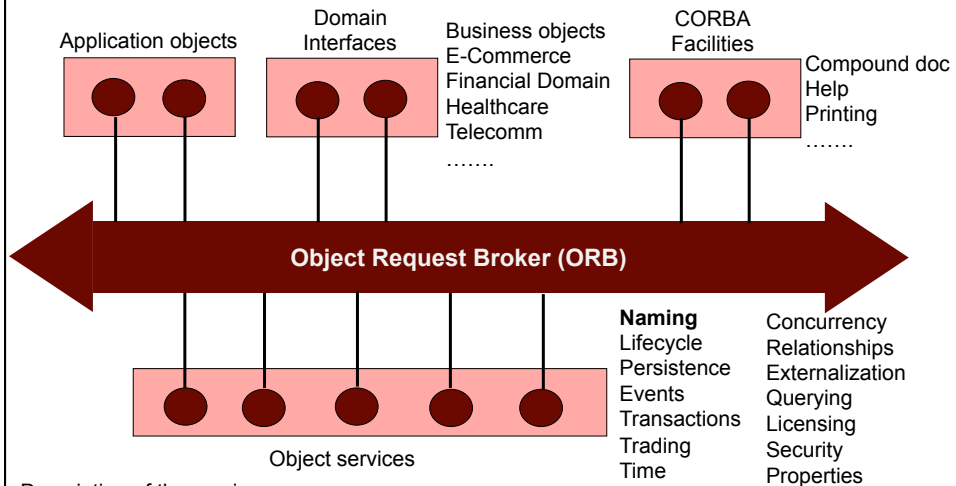 Application objects
Domain
Interfaces
Business objects
E-Commerce
Financial Domain
Healthcare
Telecomm
.......
CORBA
Facilities
Compound doc
Help
Printing
.......
Object Request Broker (ORB)
Naming
Lifecycle
Persistence
Events
Transactions
Trading
Time
Concurrency
Relationships
Externalization
Querying
Licensing
Security
Properties
Object services